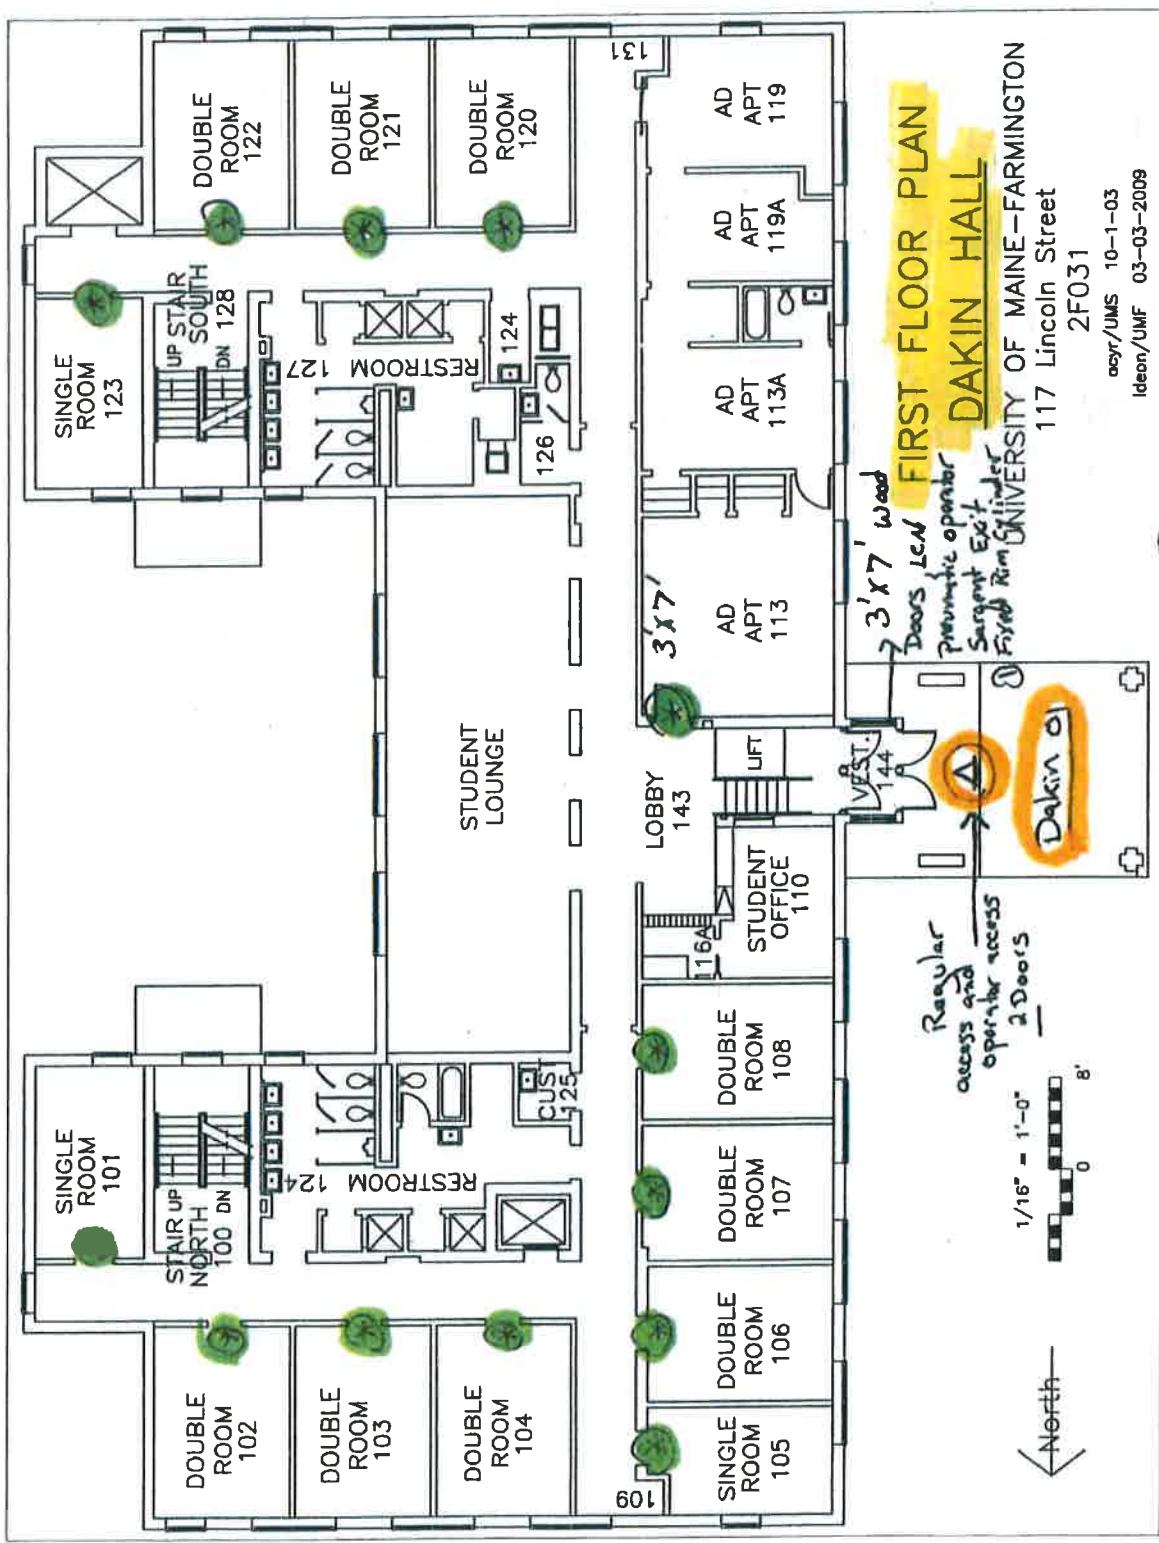 SINGLE
ROOM
101
STAIR UP
NORTH
100 DN
DOUBLE
ROOM
102
DOUBLE
ROOM
103
DOUBLE
ROOM
104
RESTROOM 124
CUS
125
STUDENT
LOUNGE
SINGLE
ROOM
123
UP STAIR
SOUTH
DN 128
DOUBLE
ROOM
122
DOUBLE
ROOM
121
DOUBLE
ROOM
120
RESTROOM 127
124
126
109
SINGLE
ROOM
105
DOUBLE
ROOM
106
DOUBLE
ROOM
107
DOUBLE
ROOM
108
116A
STUDENT
OFFICE
110
LOBBY
143
LIFT
VEST.
144
3'x7'
AD
APT
113
AD
APT
113A
AD
APT
119A
AD
APT
119
131
3'x7' wood
Doors LCN
Pneumatic operator
Sargent Exit
Fixed Rim Cylinder
1
A
Dakin 01
Regular
access and
operator access
2 Doors
FIRST FLOOR PLAN
DAKIN HALL
UNIVERSITY OF MAINE-FARMINGTON
117 Lincoln Street
2F031
acyr/UMS 10-1-03
ldeon/UMF 03-03-2009
1/16" = 1'-0"
0 8'
North